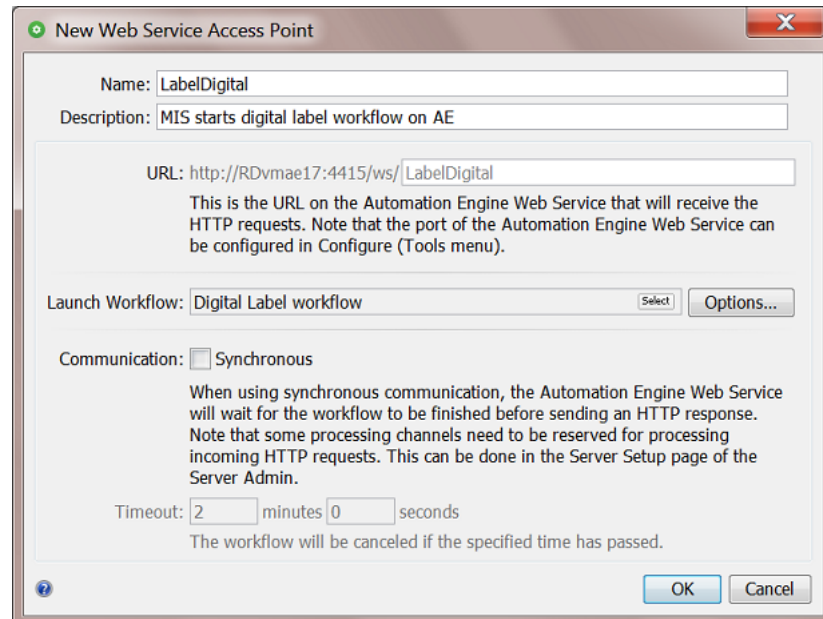 New Web Service Access Point
Name: LabelDigital
Description: MIS starts digital label workflow on AE
URL: http://RDvmae17:4415/ws/ LabelDigital
This is the URL on the Automation Engine Web Service that will receive the
HTTP requests. Note that the port of the Automation Engine Web Service can
be configured in Configure (Tools menu).
Launch Workflow: Digital Label workflow Select Options...
Communication: Synchronous
When using synchronous communication, the Automation Engine Web Service
will wait for the workflow to be finished before sending an HTTP response.
Note that some processing channels need to be reserved for processing
incoming HTTP requests. This can be done in the Server Setup page of the
Server Admin.
Timeout: 2 minutes 0 seconds
The workflow will be canceled if the specified time has passed.
? OK Cancel